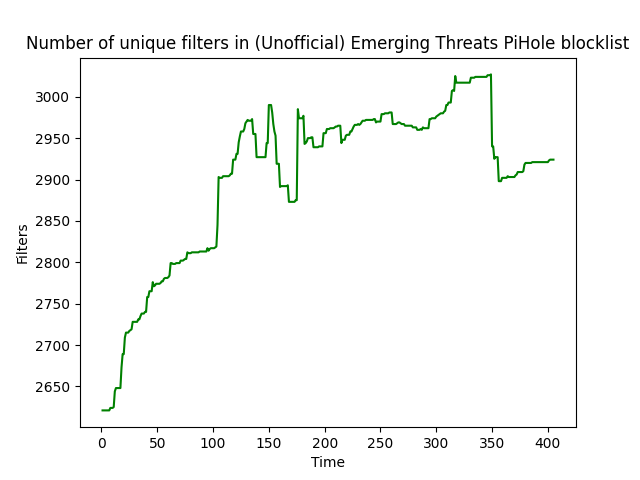 Number of unique filters in (Unofficial) Emerging Threats PiHole blocklist
3000
2950
2900
2850
2800
2750
2700
2650
Filters
0 50 100 150 200 250 300 350 400
Time